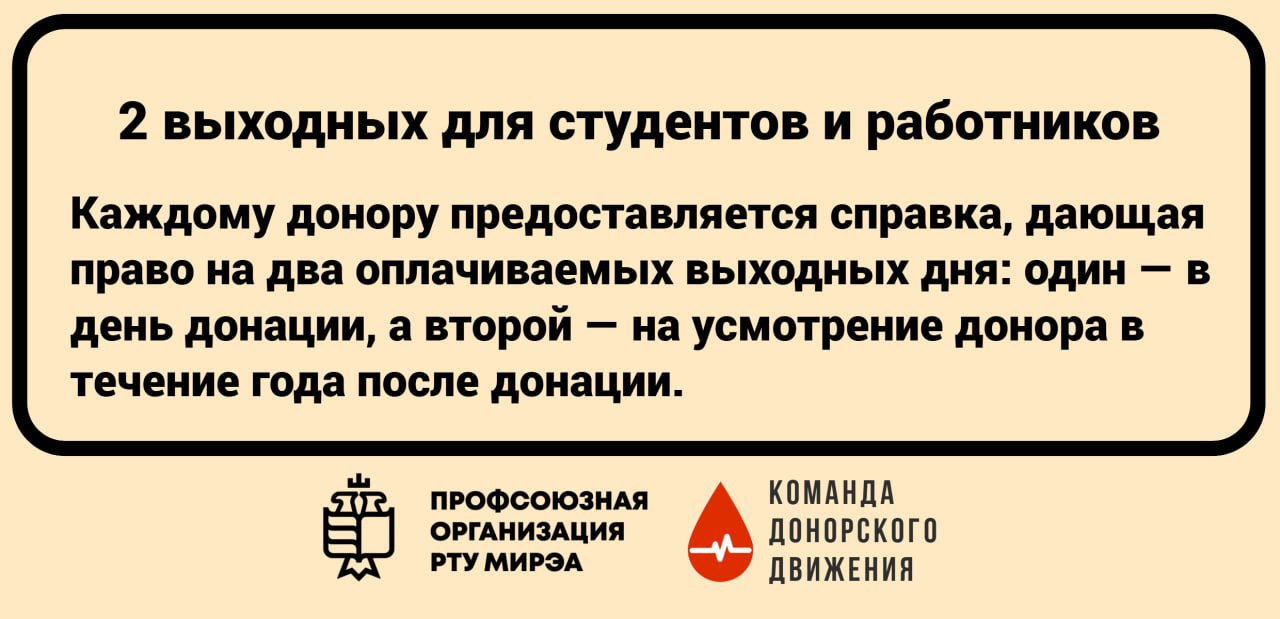 2 выходных для студентов и работников
Каждому донору предоставляется справка, дающая
право на два оплачиваемых выходных дня: один — в
день донации, а второй — на усмотрение донора в
течение года после донации.
ПРОФСОЮЗНАЯ
ОРГАНИЗАЦИЯ
РТУ МИРЭА
КОМАНДА
ДОНОРСКОГО
ДВИЖЕНИЯ